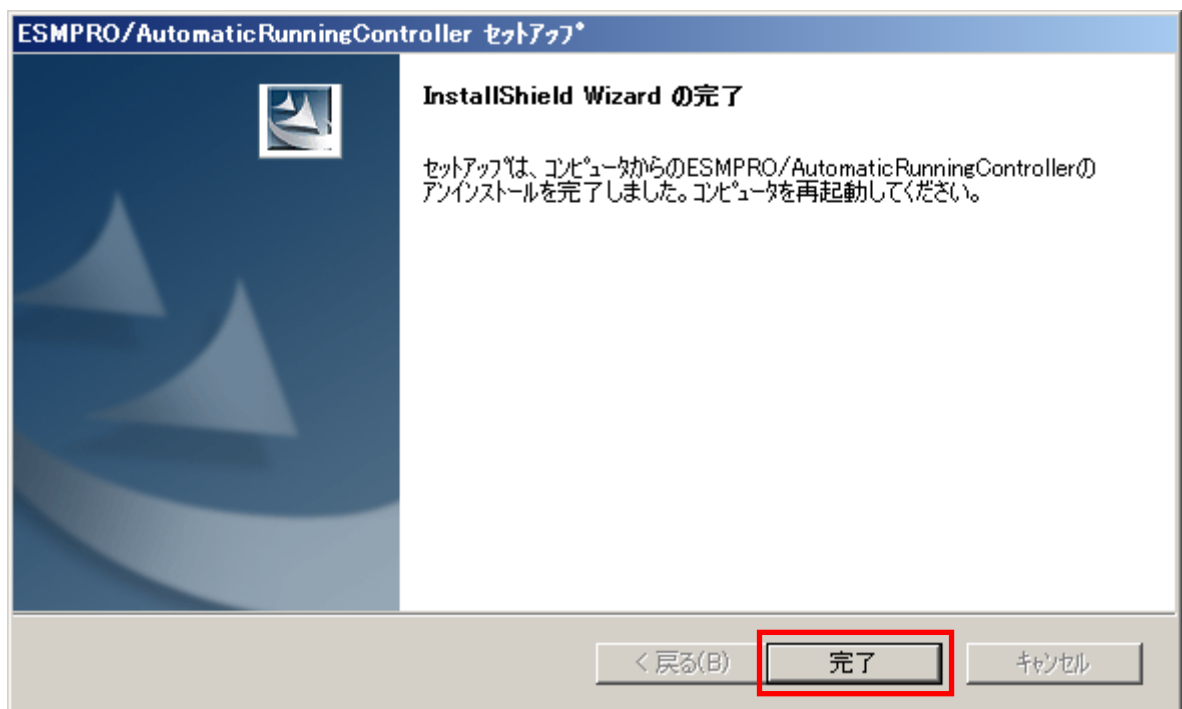 ESMPRO/AutomaticRunningController セットアップ
InstallShield Wizard の完了
セットアップは、コンピュータからのESMPRO/AutomaticRunningControllerの
アンインストールを完了しました。コンピュータを再起動してください。
< 戻る(B)
完了
キャンセル